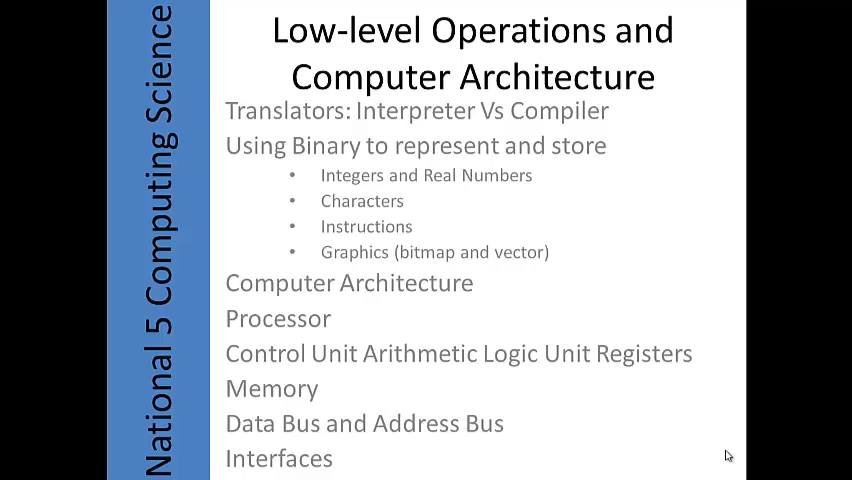 National 5 Computing Science
Low-level Operations and
Computer Architecture
Translators: Interpreter Vs Compiler
Using Binary to represent and store
• Integers and Real Numbers
• Characters
• Instructions
• Graphics (bitmap and vector)
Computer Architecture
Processor
Control Unit Arithmetic Logic Unit Registers
Memory
Data Bus and Address Bus
Interfaces